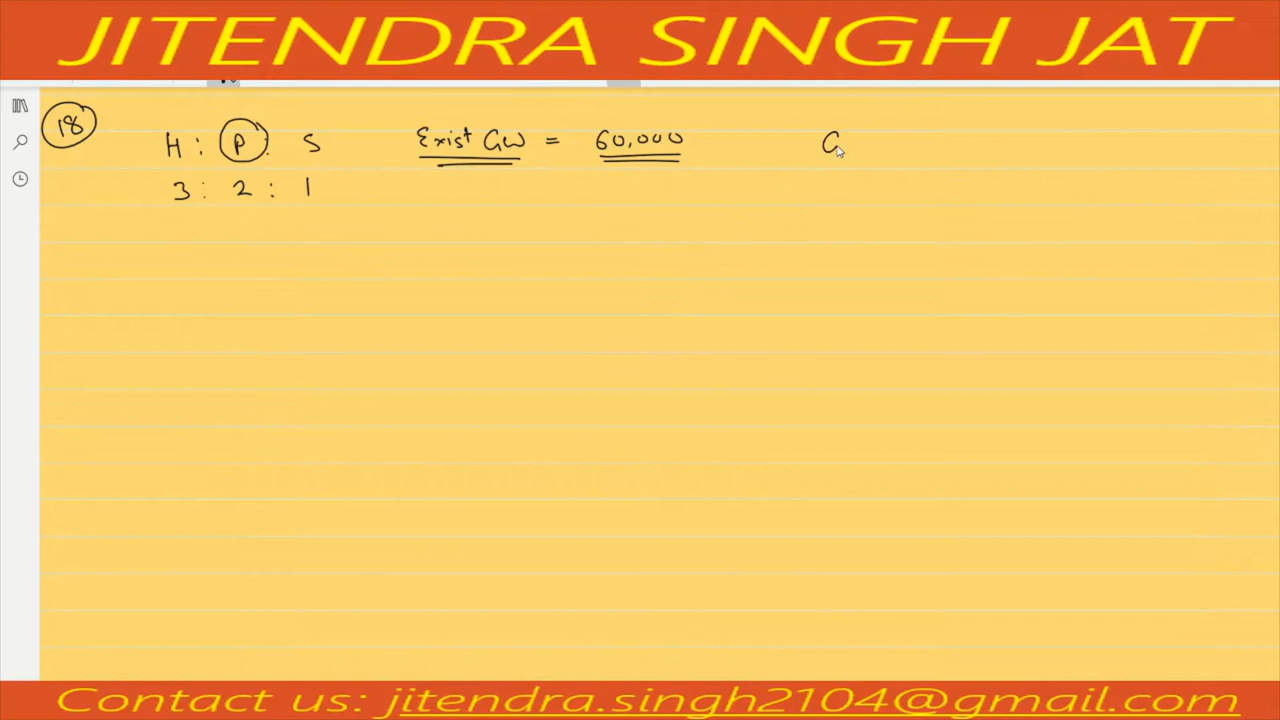 JITENDRA SINGH JAT
18
H : P : S Exist GW = 60,000 G
3 : 2 : 1
Contact us: jitendra.singh2104@gmail.com